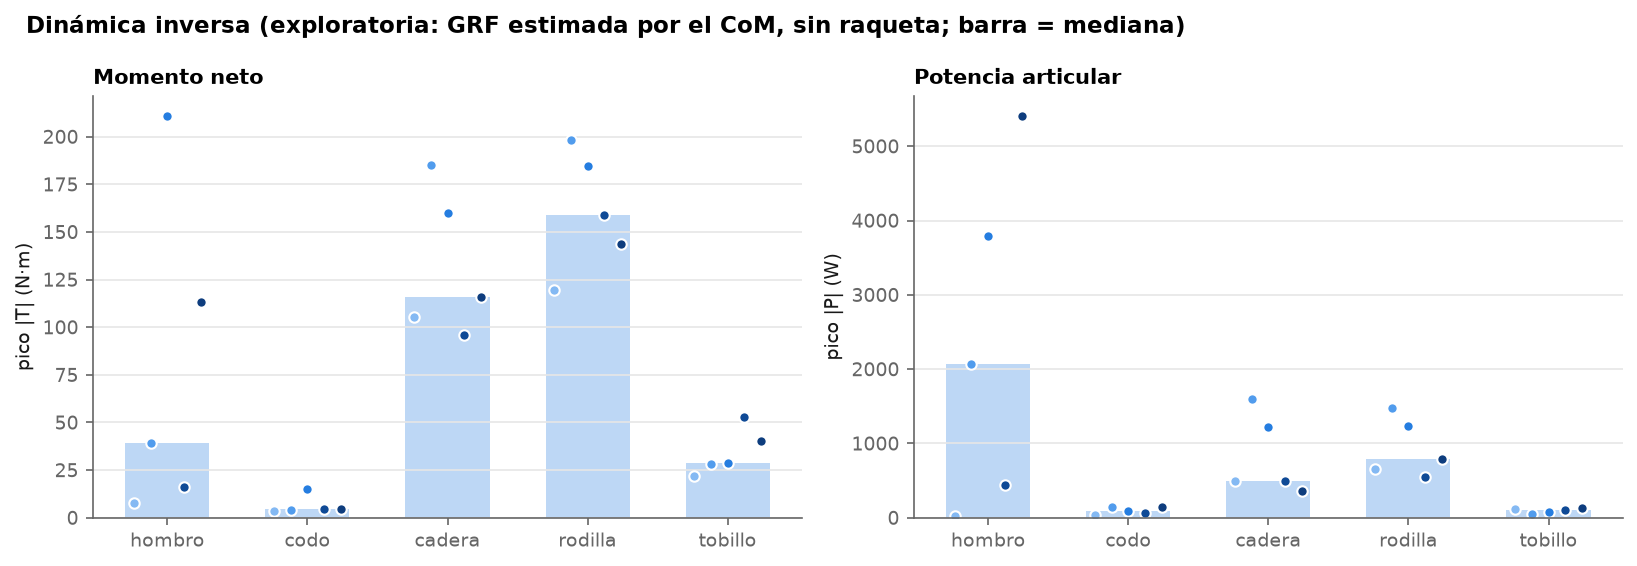 Dinámica inversa (exploratoria: GRF estimada por el CoM, sin raqueta; barra = mediana)
Momento neto
pico |T| (N·m)
200
175
150
125
100
75
50
25
0
hombro codo cadera rodilla tobillo
Potencia articular
pico |P| (W)
5000
4000
3000
2000
1000
0
hombro codo cadera rodilla tobillo